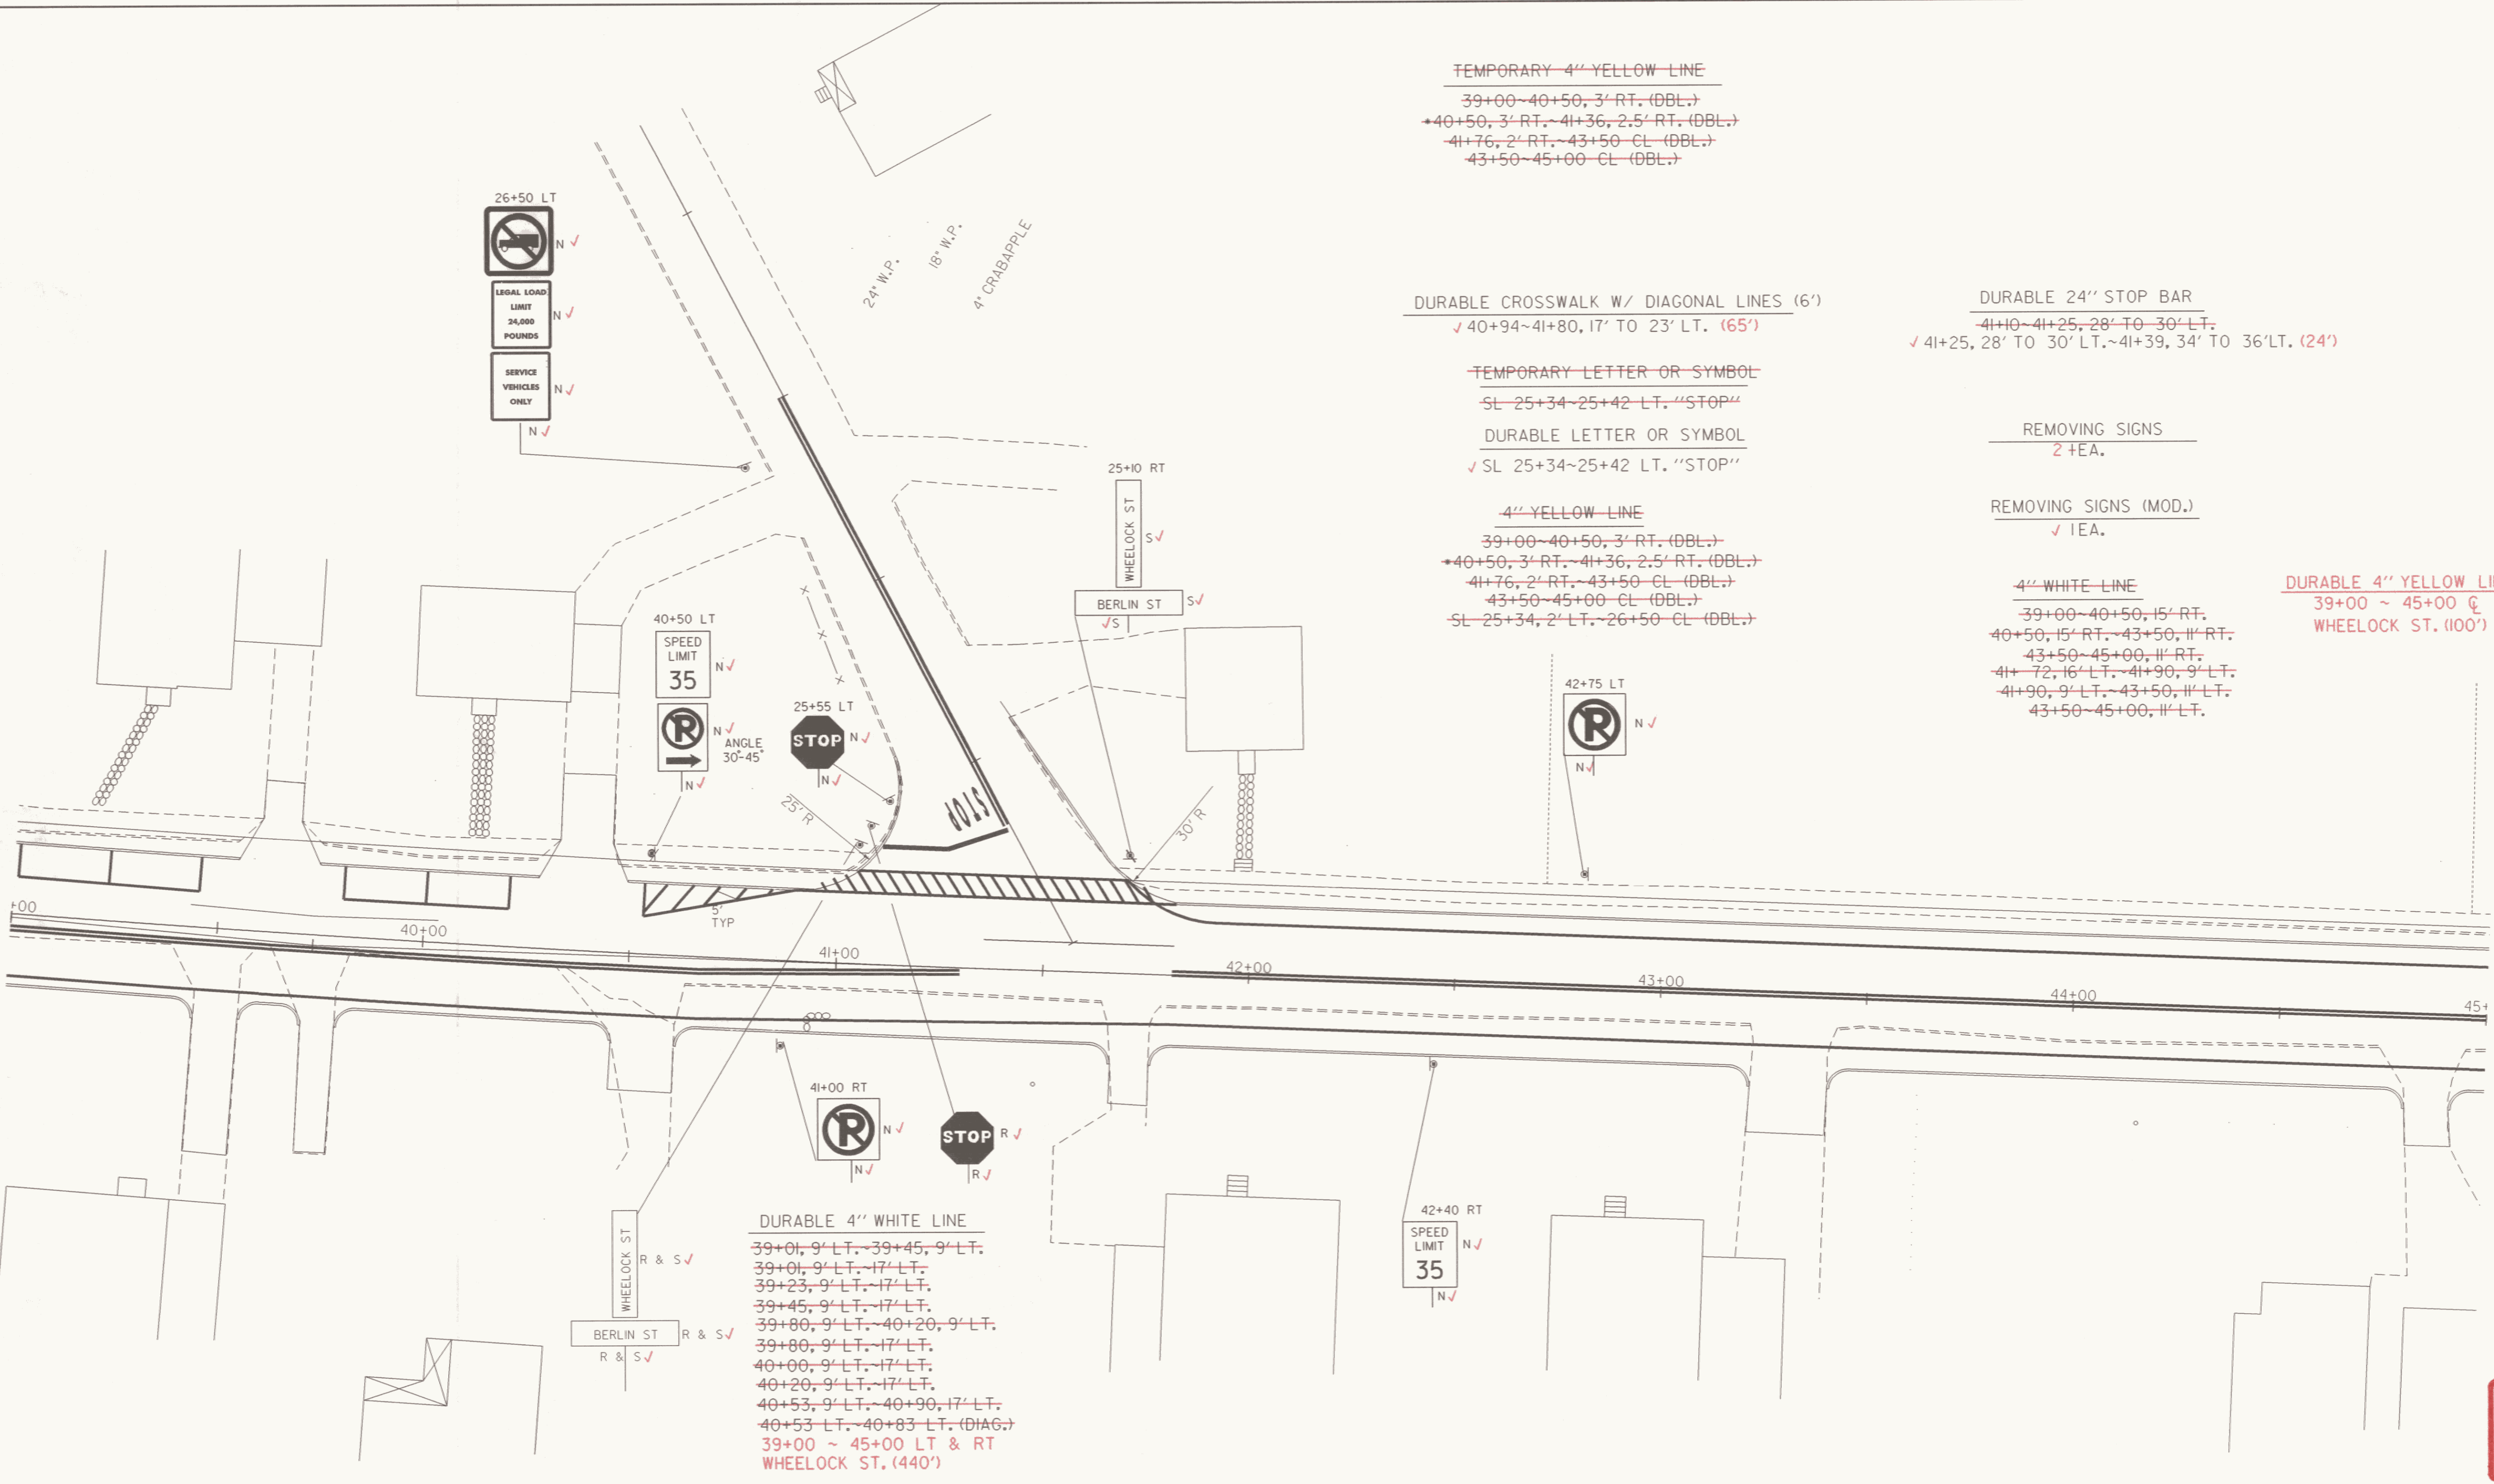 TEMPORARY 4" YELLOW LINE
39+00~40+50, 3' RT. (DBL.)
*40+50, 3' RT.~41+36, 2.5' RT. (DBL.)
41+76, 2' RT.~43+50 CL (DBL.)
43+50~45+00 CL (DBL.)
26+50 LT
N ✓
LEGAL LOAD
LIMIT
24,000
POUNDS
N ✓
SERVICE
VEHICLES
ONLY
N ✓
N ✓
24" W.P.
18" W.P.
4" CRABAPPLE
DURABLE CROSSWALK W/ DIAGONAL LINES (6')
✓ 40+94~41+80, 17' TO 23' LT. (65')
TEMPORARY LETTER OR SYMBOL
SL 25+34~25+42 LT. "STOP"
DURABLE LETTER OR SYMBOL
✓ SL 25+34~25+42 LT. "STOP"
4" YELLOW LINE
39+00~40+50, 3' RT. (DBL.)
*40+50, 3' RT.~41+36, 2.5' RT. (DBL.)
41+76, 2' RT.~43+50 CL (DBL.)
43+50~45+00 CL (DBL.)
SL 25+34, 2' LT.~26+50 CL (DBL.)
DURABLE 24" STOP BAR
41+10~41+25, 28' TO 30' LT.
✓ 41+25, 28' TO 30' LT.~41+39, 34' TO 36'LT. (24')
REMOVING SIGNS
2 1 EA.
REMOVING SIGNS (MOD.)
✓ 1 EA.
4" WHITE LINE
39+00~40+50, 15' RT.
40+50, 15' RT.~43+50, 11' RT.
43+50~45+00, 11' RT.
41+ 72, 16' LT.~41+90, 9' LT.
41+90, 9' LT.~43+50, 11' LT.
43+50~45+00, 11' LT.
DURABLE 4" YELLOW LI
39+00 ~ 45+00 ℄
WHEELOCK ST. (100')
25+10 RT
WHEELOCK ST
S ✓
BERLIN ST
S ✓
✓ S
40+50 LT
SPEED
LIMIT
35
N ✓
P
N ✓
ANGLE
30°-45°
N ✓
25+55 LT
STOP
N ✓
N ✓
25' R
STOP
30' R
42+75 LT
P
N ✓
N ✓
5'
TYP
+00
40+00
41+00
42+00
43+00
44+00
45+
41+00 RT
P
N ✓
N ✓
STOP
R ✓
R ✓
WHEELOCK ST
R & S ✓
BERLIN ST
R & S ✓
R & S ✓
42+40 RT
SPEED
LIMIT
35
N ✓
N ✓
DURABLE 4" WHITE LINE
39+01, 9' LT.~39+45, 9' LT.
39+01, 9' LT.~17' LT.
39+23, 9' LT.~17' LT.
39+45, 9' LT.~17' LT.
39+80, 9' LT.~40+20, 9' LT.
39+80, 9' LT.~17' LT.
40+00, 9' LT.~17' LT.
40+20, 9' LT.~17' LT.
40+53, 9' LT.~40+90, 17' LT.
40+53 LT.~40+83 LT. (DIAG.)
39+00 ~ 45+00 LT & RT
WHEELOCK ST. (440')